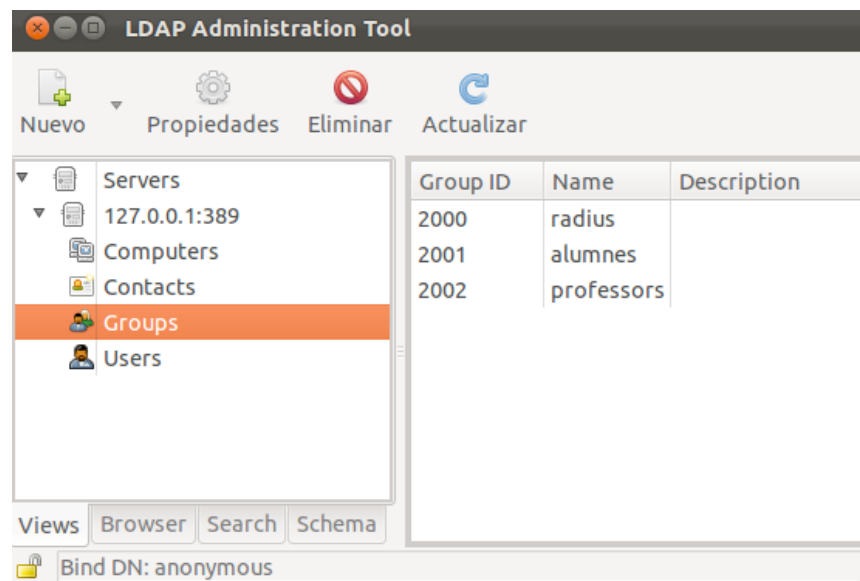 LDAP Administration Tool
Nuevo Propiedades Eliminar Actualizar
Servers
127.0.0.1:389
Computers
Contacts
Groups
Users
Views Browser Search Schema
Group ID Name Description
2000 radius
2001 alumnes
2002 professors
Bind DN: anonymous